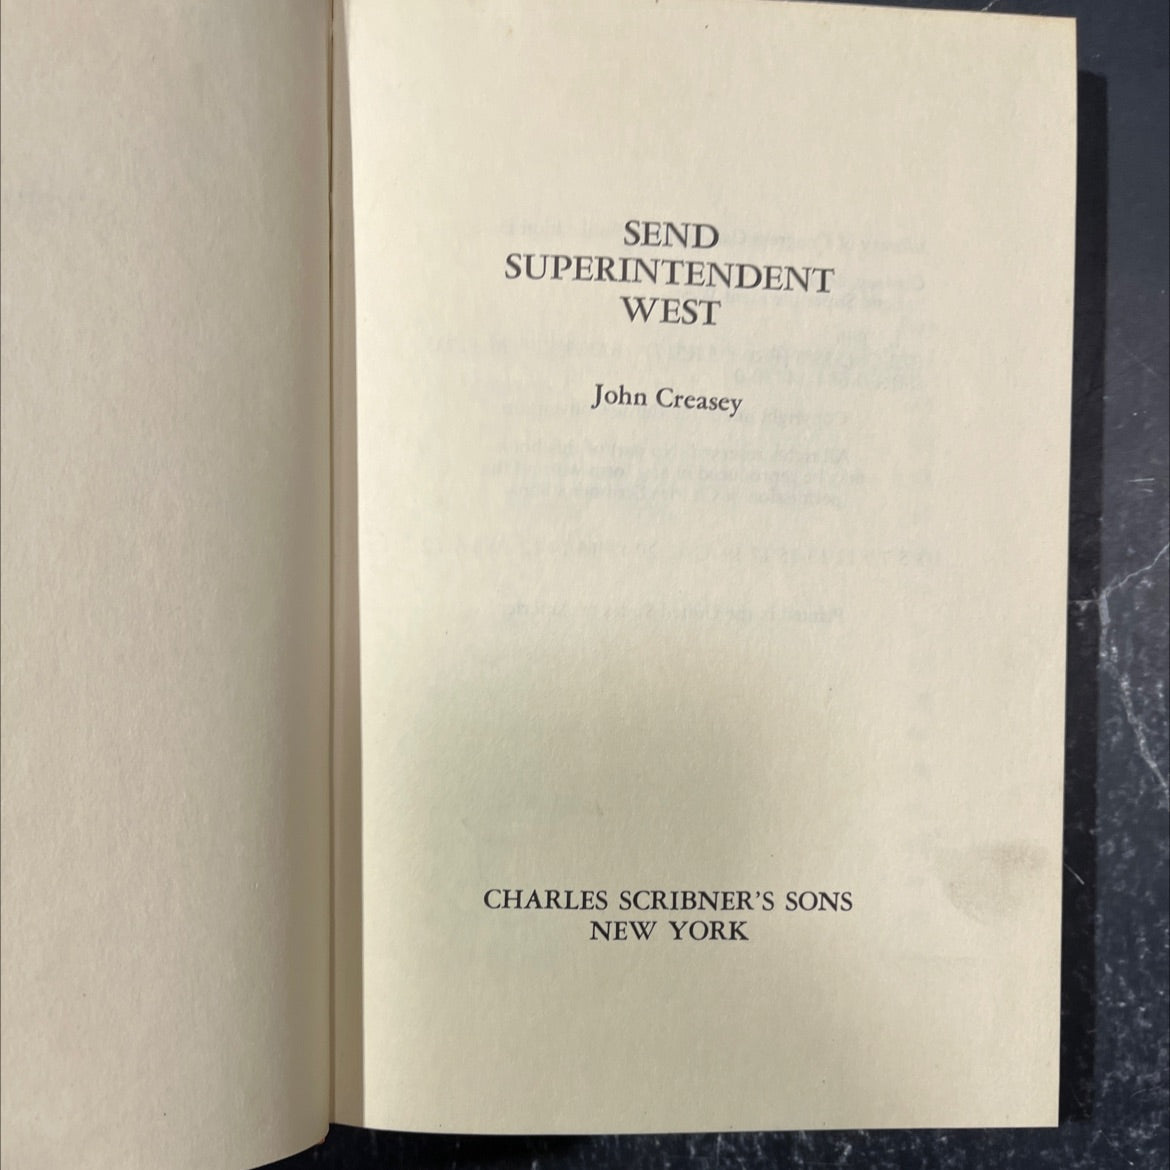 SEND
SUPERINTENDENT
WEST
John Creasey
CHARLES SCRIBNER'S SONS
NEW YORK